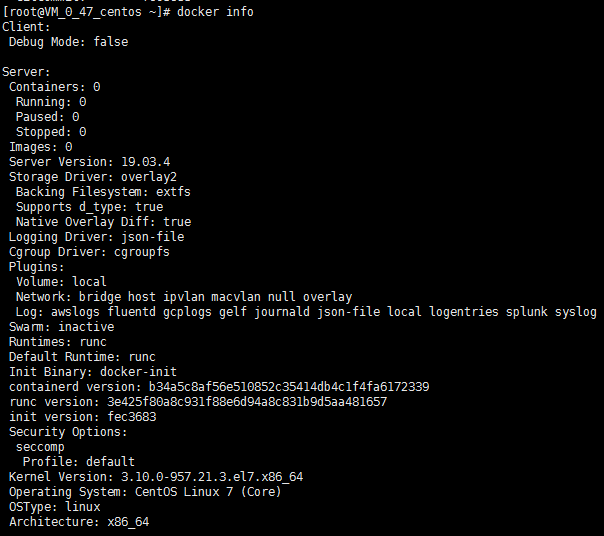 [root@VM_0_47_centos ~]# docker info
Client:
 Debug Mode: false

Server:
 Containers: 0
  Running: 0
  Paused: 0
  Stopped: 0
 Images: 0
 Server Version: 19.03.4
 Storage Driver: overlay2
  Backing Filesystem: extfs
  Supports d_type: true
  Native Overlay Diff: true
 Logging Driver: json-file
 Cgroup Driver: cgroupfs
 Plugins:
  Volume: local
  Network: bridge host ipvlan macvlan null overlay
  Log: awslogs fluentd gcplogs gelf journald json-file local logentries splunk syslog
 Swarm: inactive
 Runtimes: runc
 Default Runtime: runc
 Init Binary: docker-init
 containerd version: b34a5c8af56e510852c35414db4c1f4fa6172339
 runc version: 3e425f80a8c931f88e6d94a8c831b9d5aa481657
 init version: fec3683
 Security Options:
  seccomp
   Profile: default
 Kernel Version: 3.10.0-957.21.3.el7.x86_64
 Operating System: CentOS Linux 7 (Core)
 OSType: linux
 Architecture: x86_64